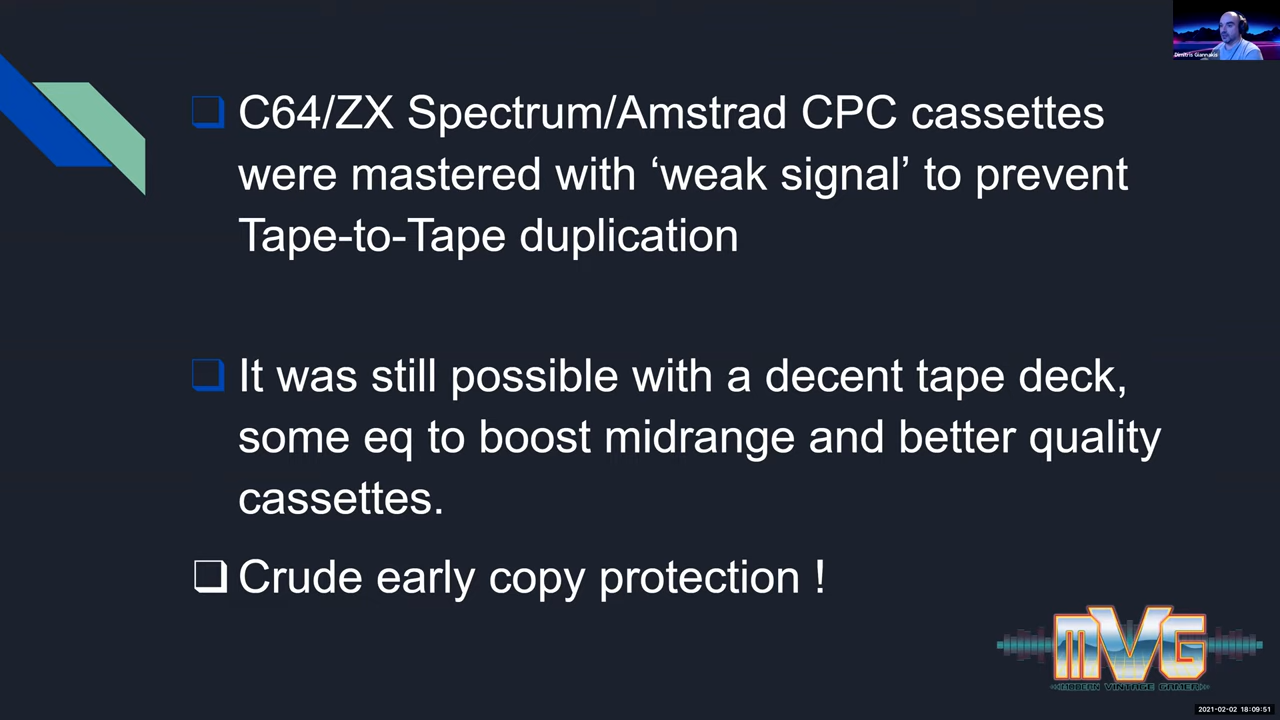 Dimitris Giannakis
❏ C64/ZX Spectrum/Amstrad CPC cassettes
were mastered with ‘weak signal’ to prevent
Tape-to-Tape duplication
❏ It was still possible with a decent tape deck,
some eq to boost midrange and better quality
cassettes.
❏ Crude early copy protection !
MVG
MODERN VINTAGE GAMER
2021-02-02 18:09:51